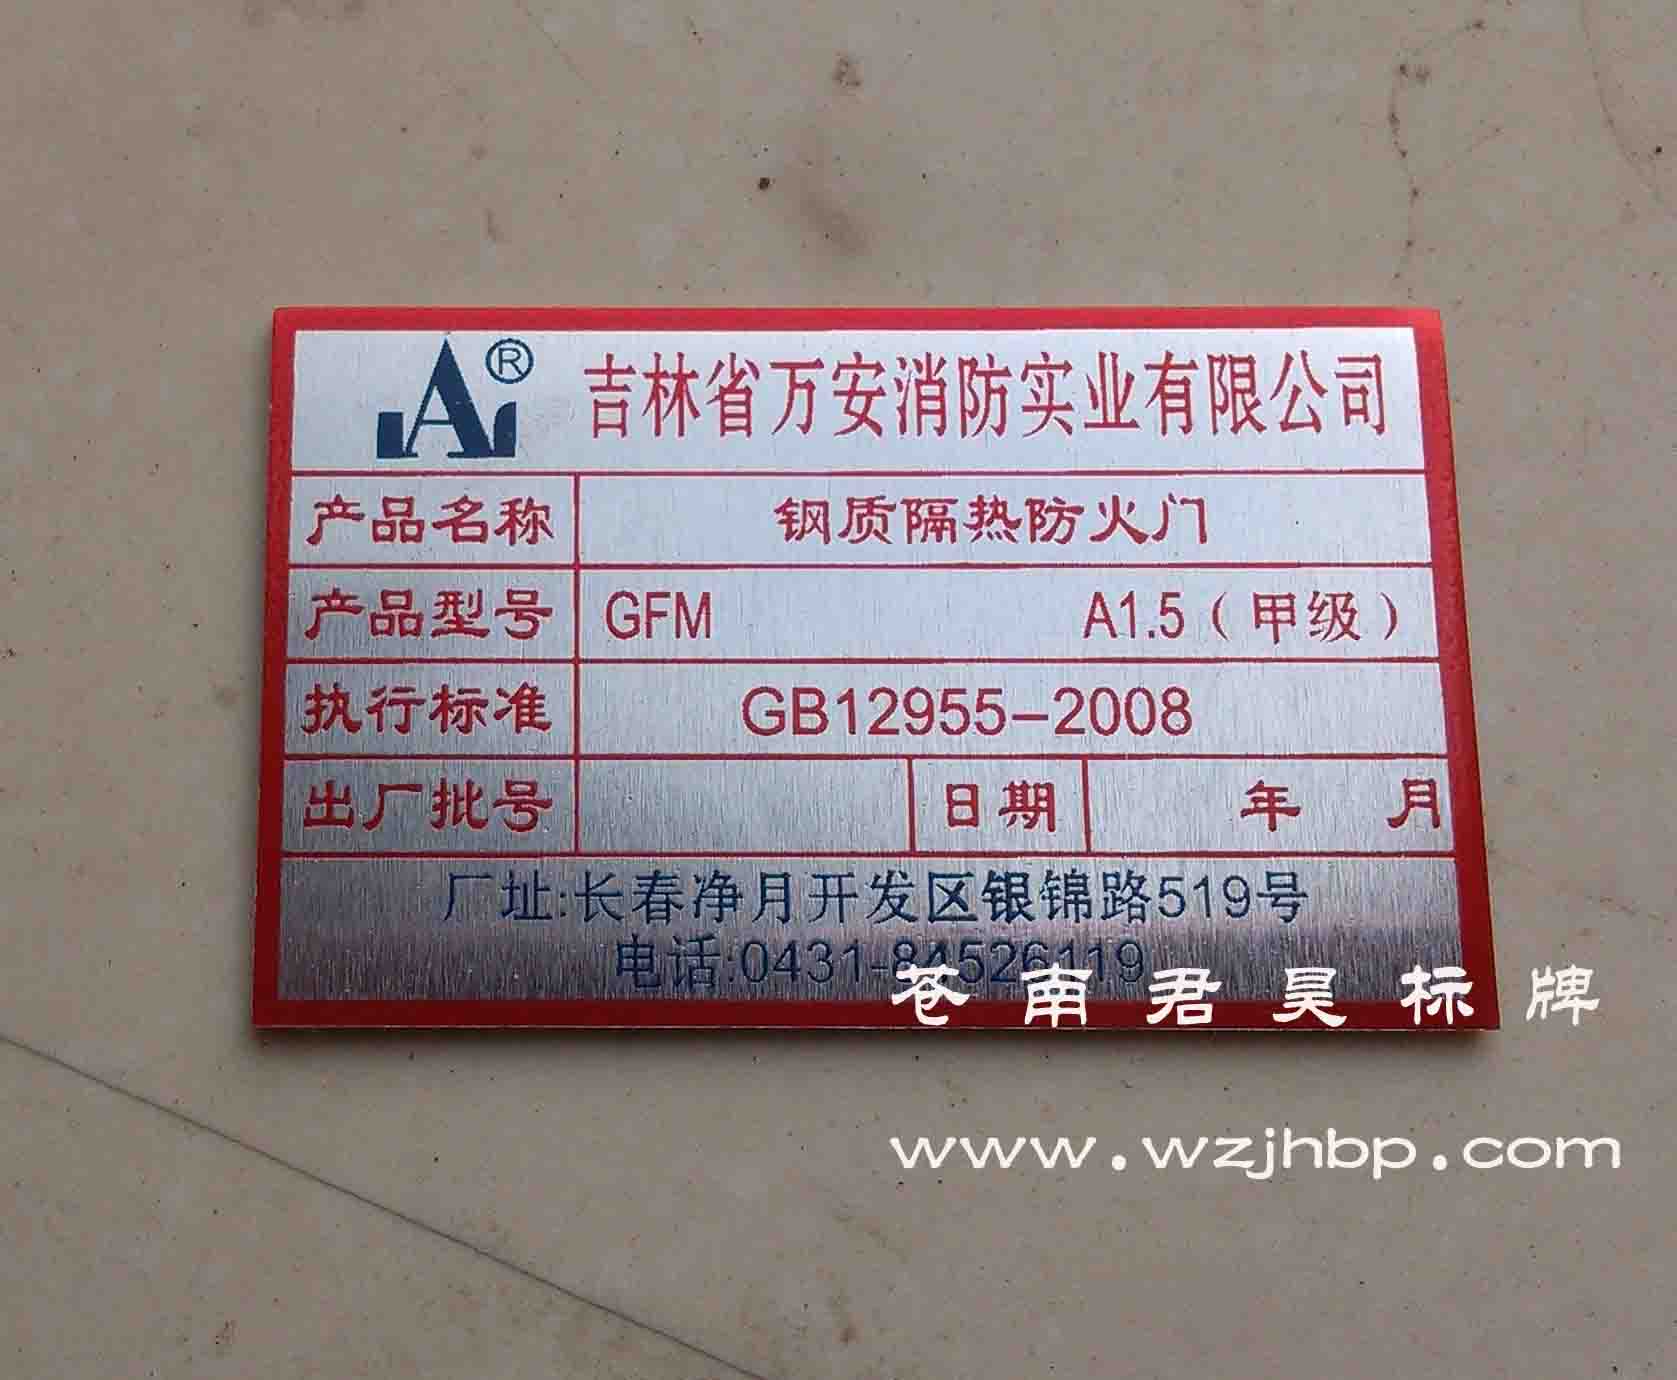 A® 吉林省万安消防实业有限公司
产品名称 钢质隔热防火门
产品型号 GFM A1.5（甲级）
执行标准 GB12955-2008
出厂批号 日期 年 月
厂址:长春净月开发区银锦路519号
电话:0431-84526119
苍南君昊标牌
www.wzjhbp.com